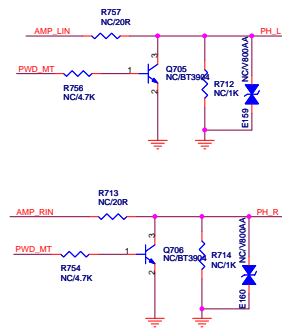 R757
NC/20R
AMP_LIN
PH_L
3
Q705
NC/BT3904
PWD_MT
1
R756
NC/4.7K
2
R712
NC/1K
NC/V800AA
E159
R713
NC/20R
AMP_RIN
PH_R
3
Q706
NC/BT3904
PWD_MT
1
R754
NC/4.7K
2
R714
NC/1K
NC/V800AA
E160